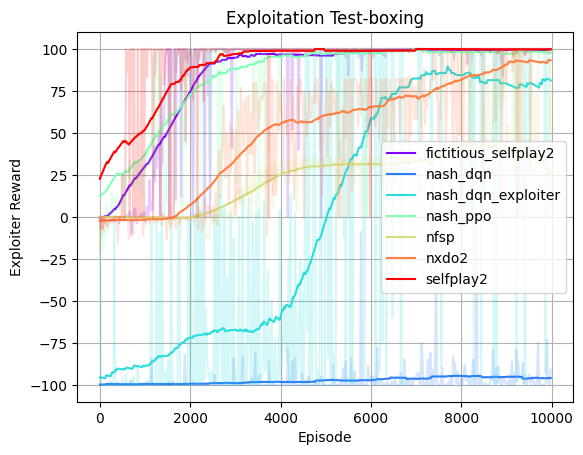 Exploitation Test-boxing
Exploiter Reward
100
75
50
25
0
−25
−50
−75
−100
fictitious_selfplay2
nash_dqn
nash_dqn_exploiter
nash_ppo
nfsp
nxdo2
selfplay2
0 2000 4000 6000 8000 10000
Episode